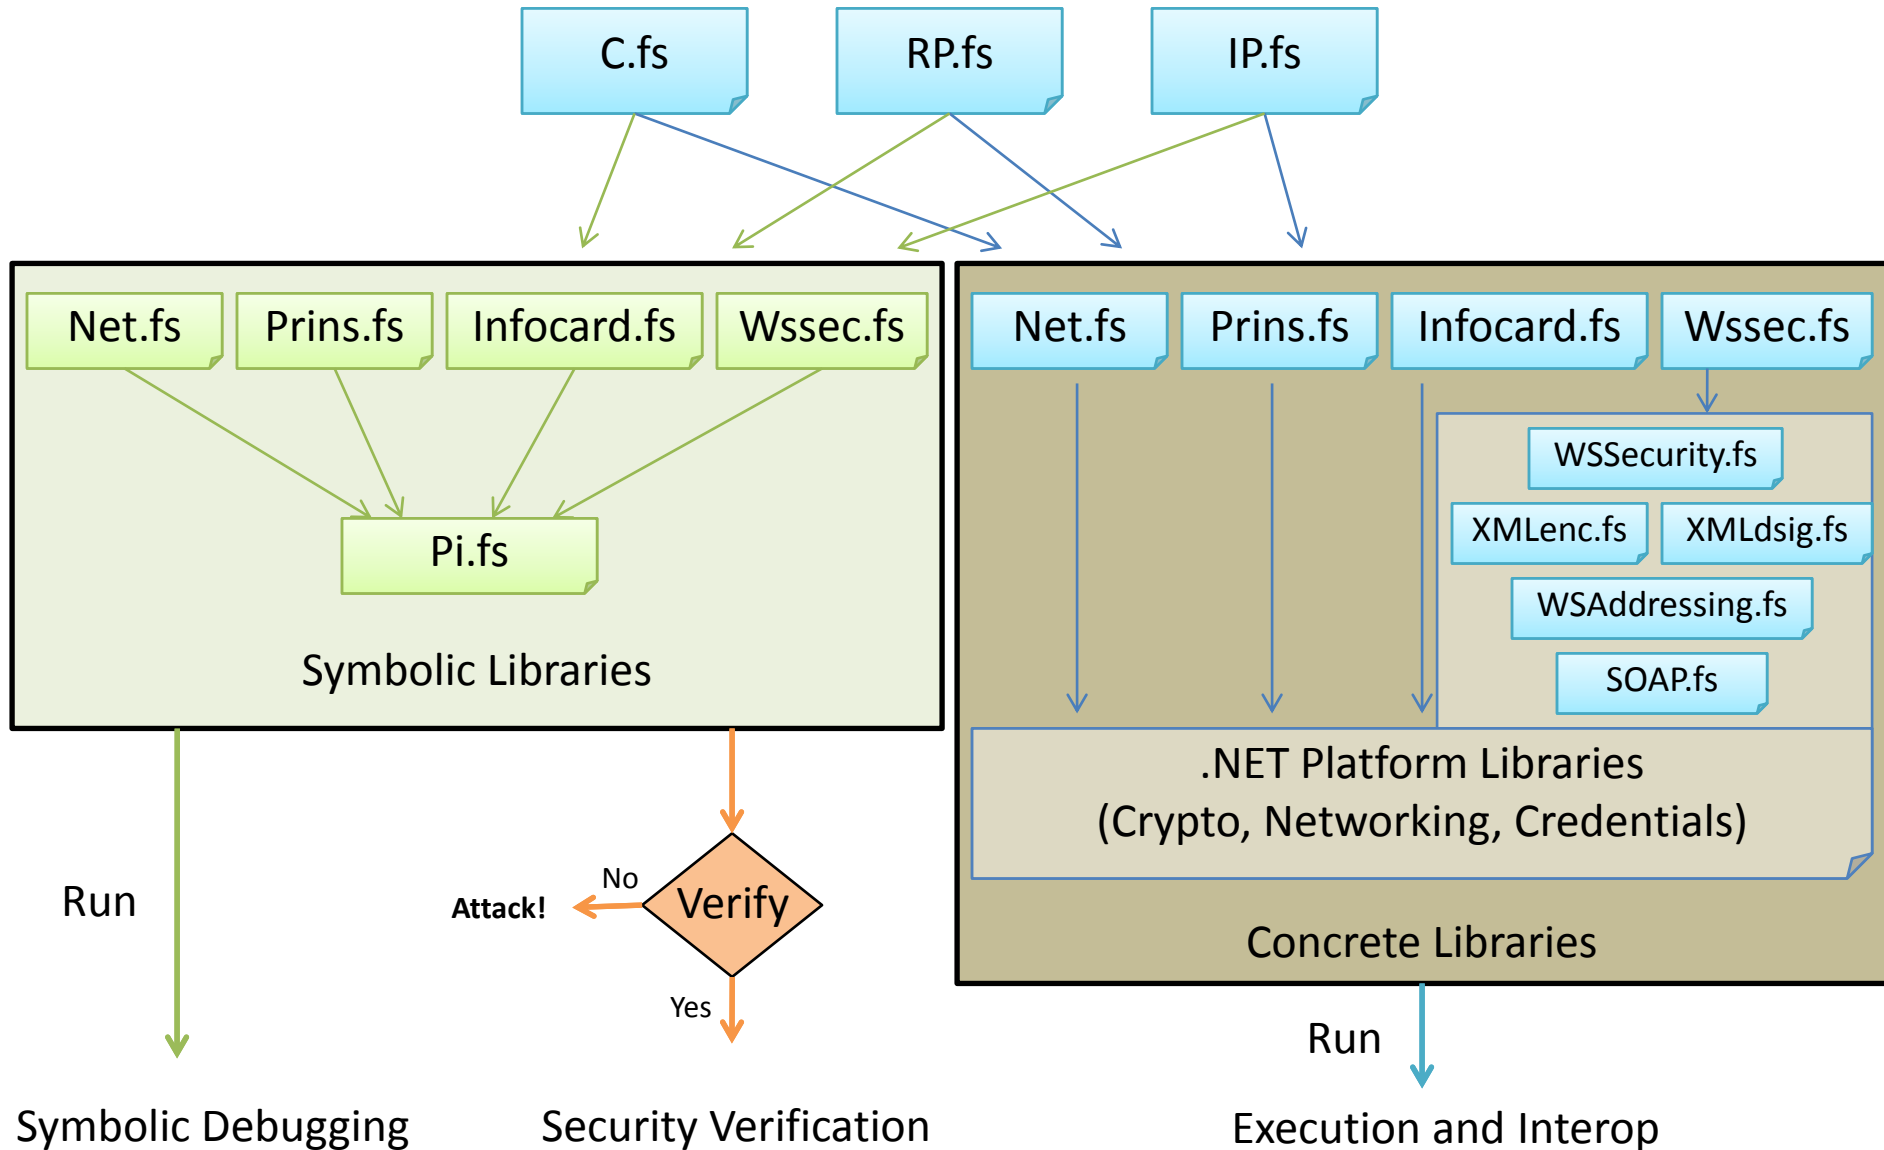 C.fs
RP.fs
IP.fs
Net.fs
Prins.fs
Infocard.fs
Wssec.fs
Pi.fs
Symbolic Libraries
Net.fs
Prins.fs
Infocard.fs
Wssec.fs
WSSecurity.fs
XMLenc.fs
XMLdsig.fs
WSAddressing.fs
SOAP.fs
.NET Platform Libraries
(Crypto, Networking, Credentials)
Concrete Libraries
Run
Attack!
No
Verify
Yes
Run
Symbolic Debugging
Security Verification
Execution and Interop